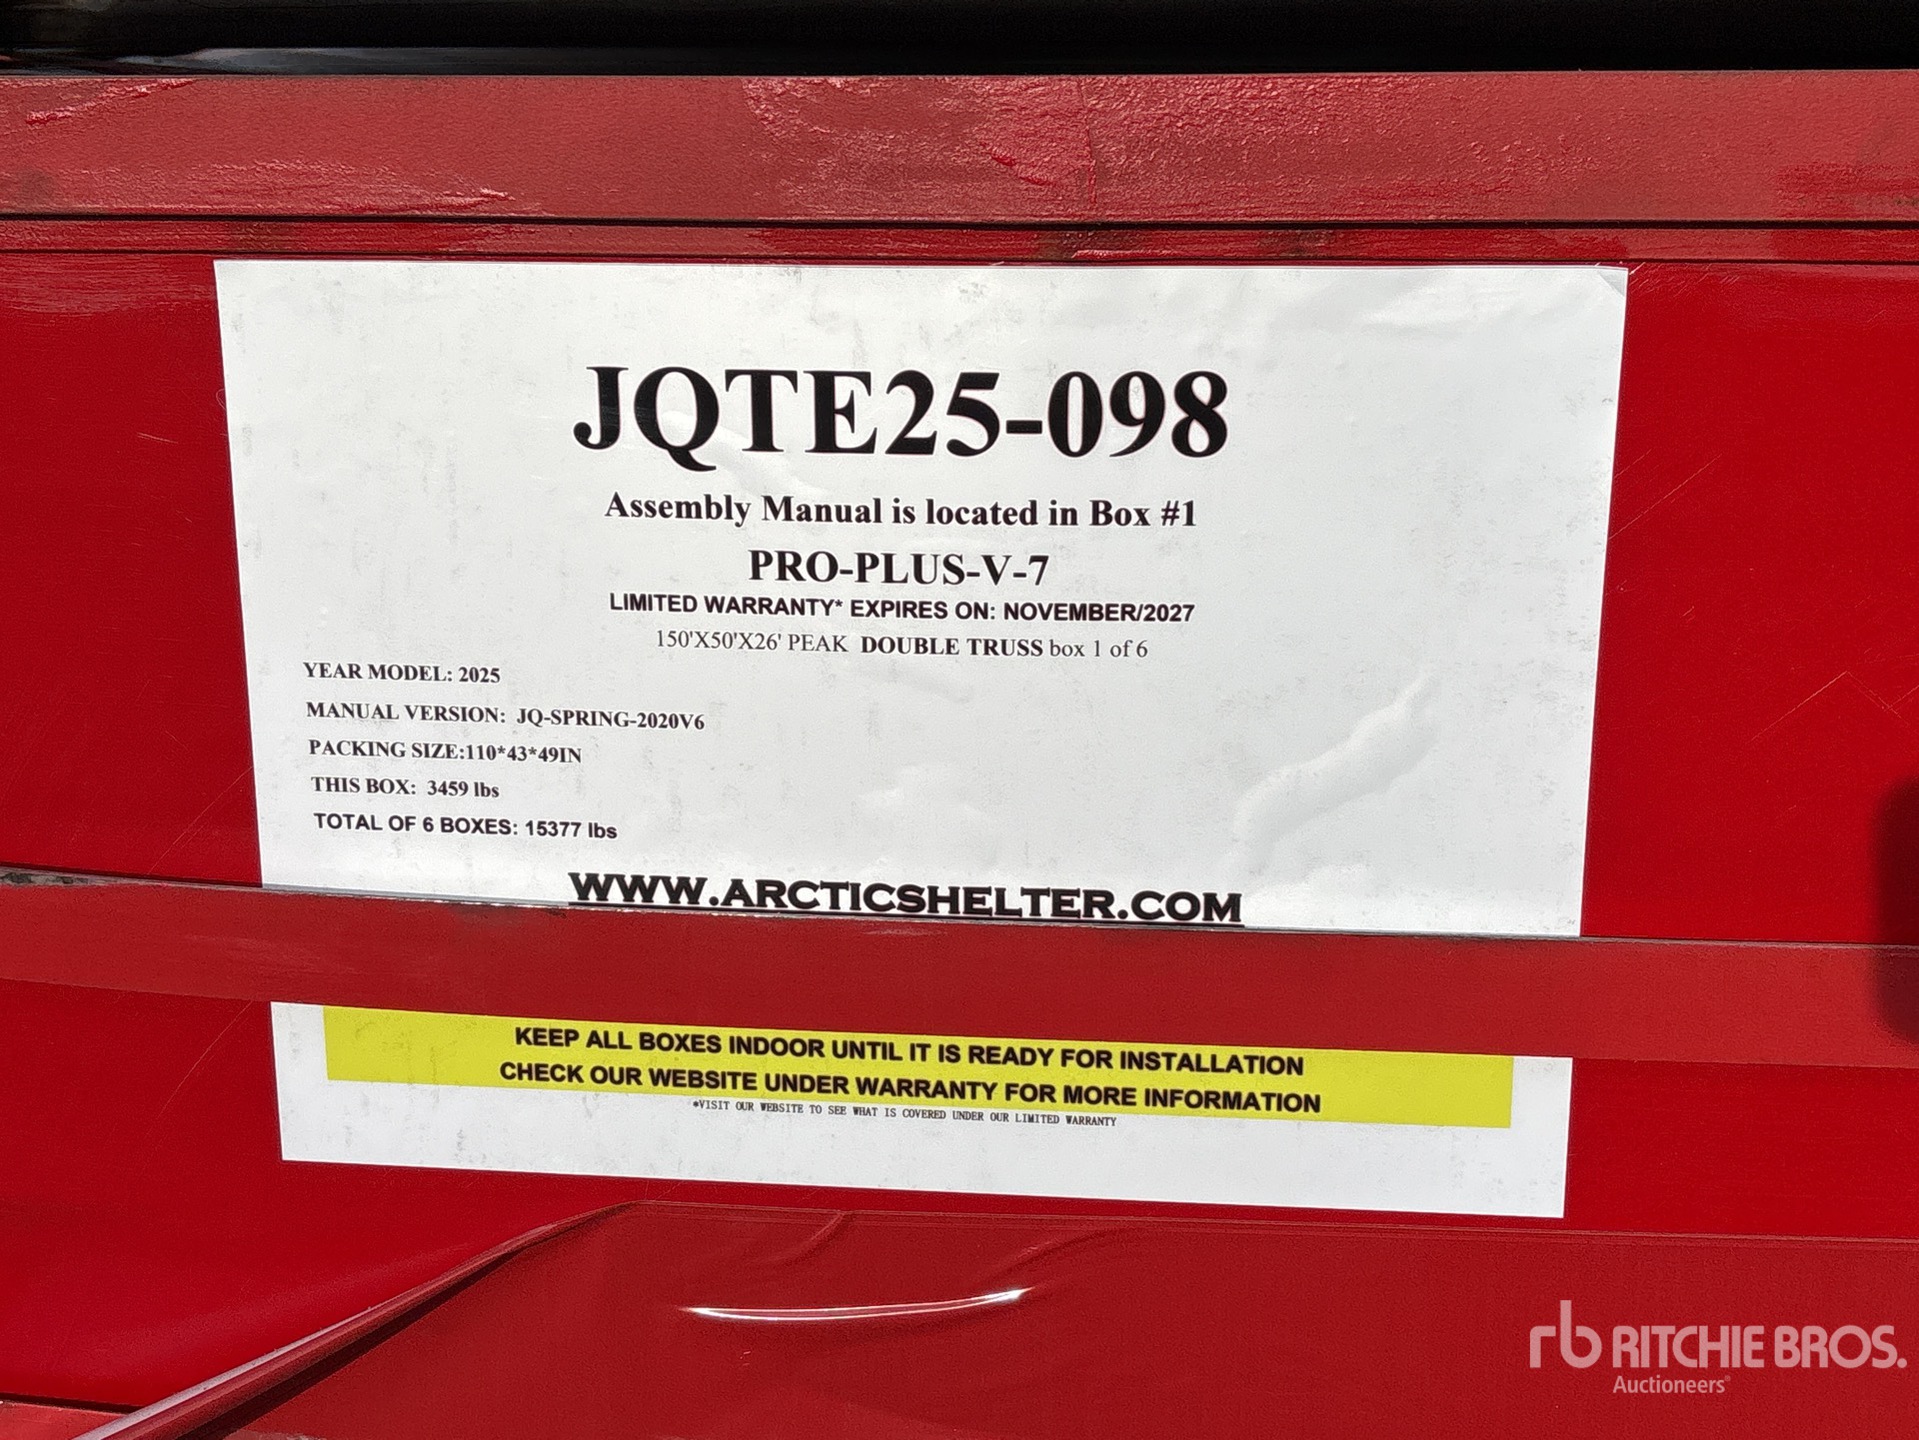 JQTE25-098
Assembly Manual is located in Box #1
PRO-PLUS-V-7
LIMITED WARRANTY* EXPIRES ON: NOVEMBER/2027
150'X50'X26' PEAK DOUBLE TRUSS box 1 of 6
YEAR MODEL: 2025
MANUAL VERSION: JQ-SPRING-2020V6
PACKING SIZE:110*43*49IN
THIS BOX: 3459 lbs
TOTAL OF 6 BOXES: 15377 lbs
WWW.ARCTICSHELTER.COM
KEEP ALL BOXES INDOOR UNTIL IT IS READY FOR INSTALLATION
CHECK OUR WEBSITE UNDER WARRANTY FOR MORE INFORMATION
*VISIT OUR WEBSITE TO SEE WHAT IS COVERED UNDER OUR LIMITED WARRANTY
rb RITCHIE BROS.
Auctioneers®